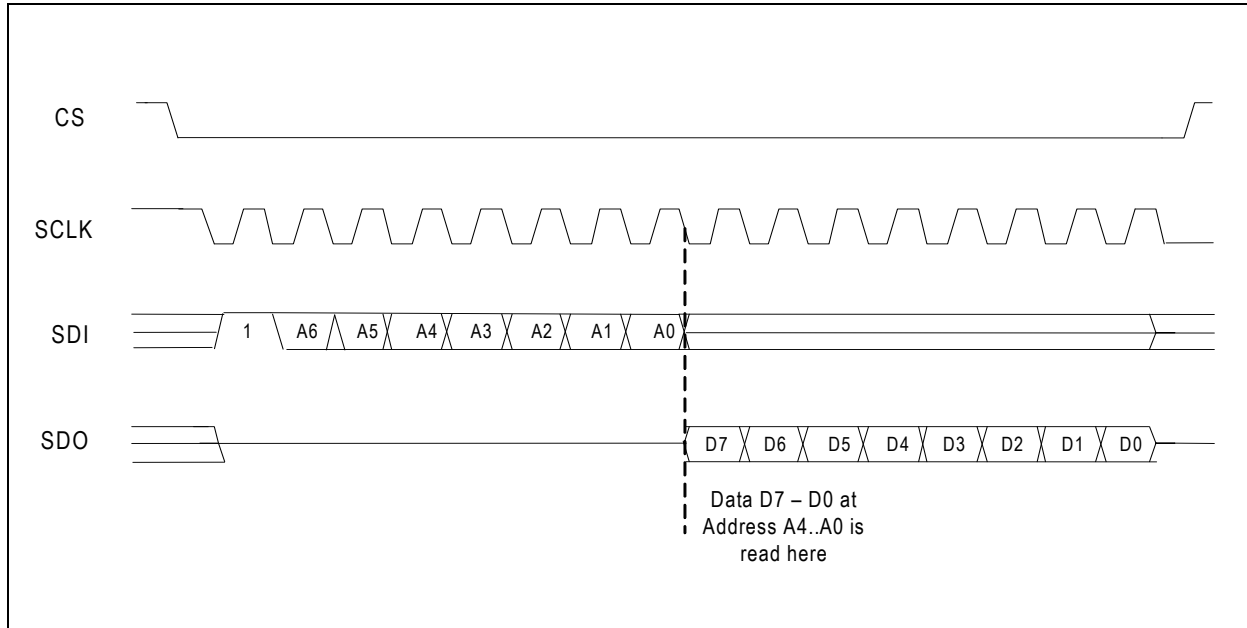 CS
SCLK
SDI
1 A6 A5 A4 A3 A2 A1 A0
SDO
D7 D6 D5 D4 D3 D2 D1 D0
Data D7 – D0 at
Address A4..A0 is
read here